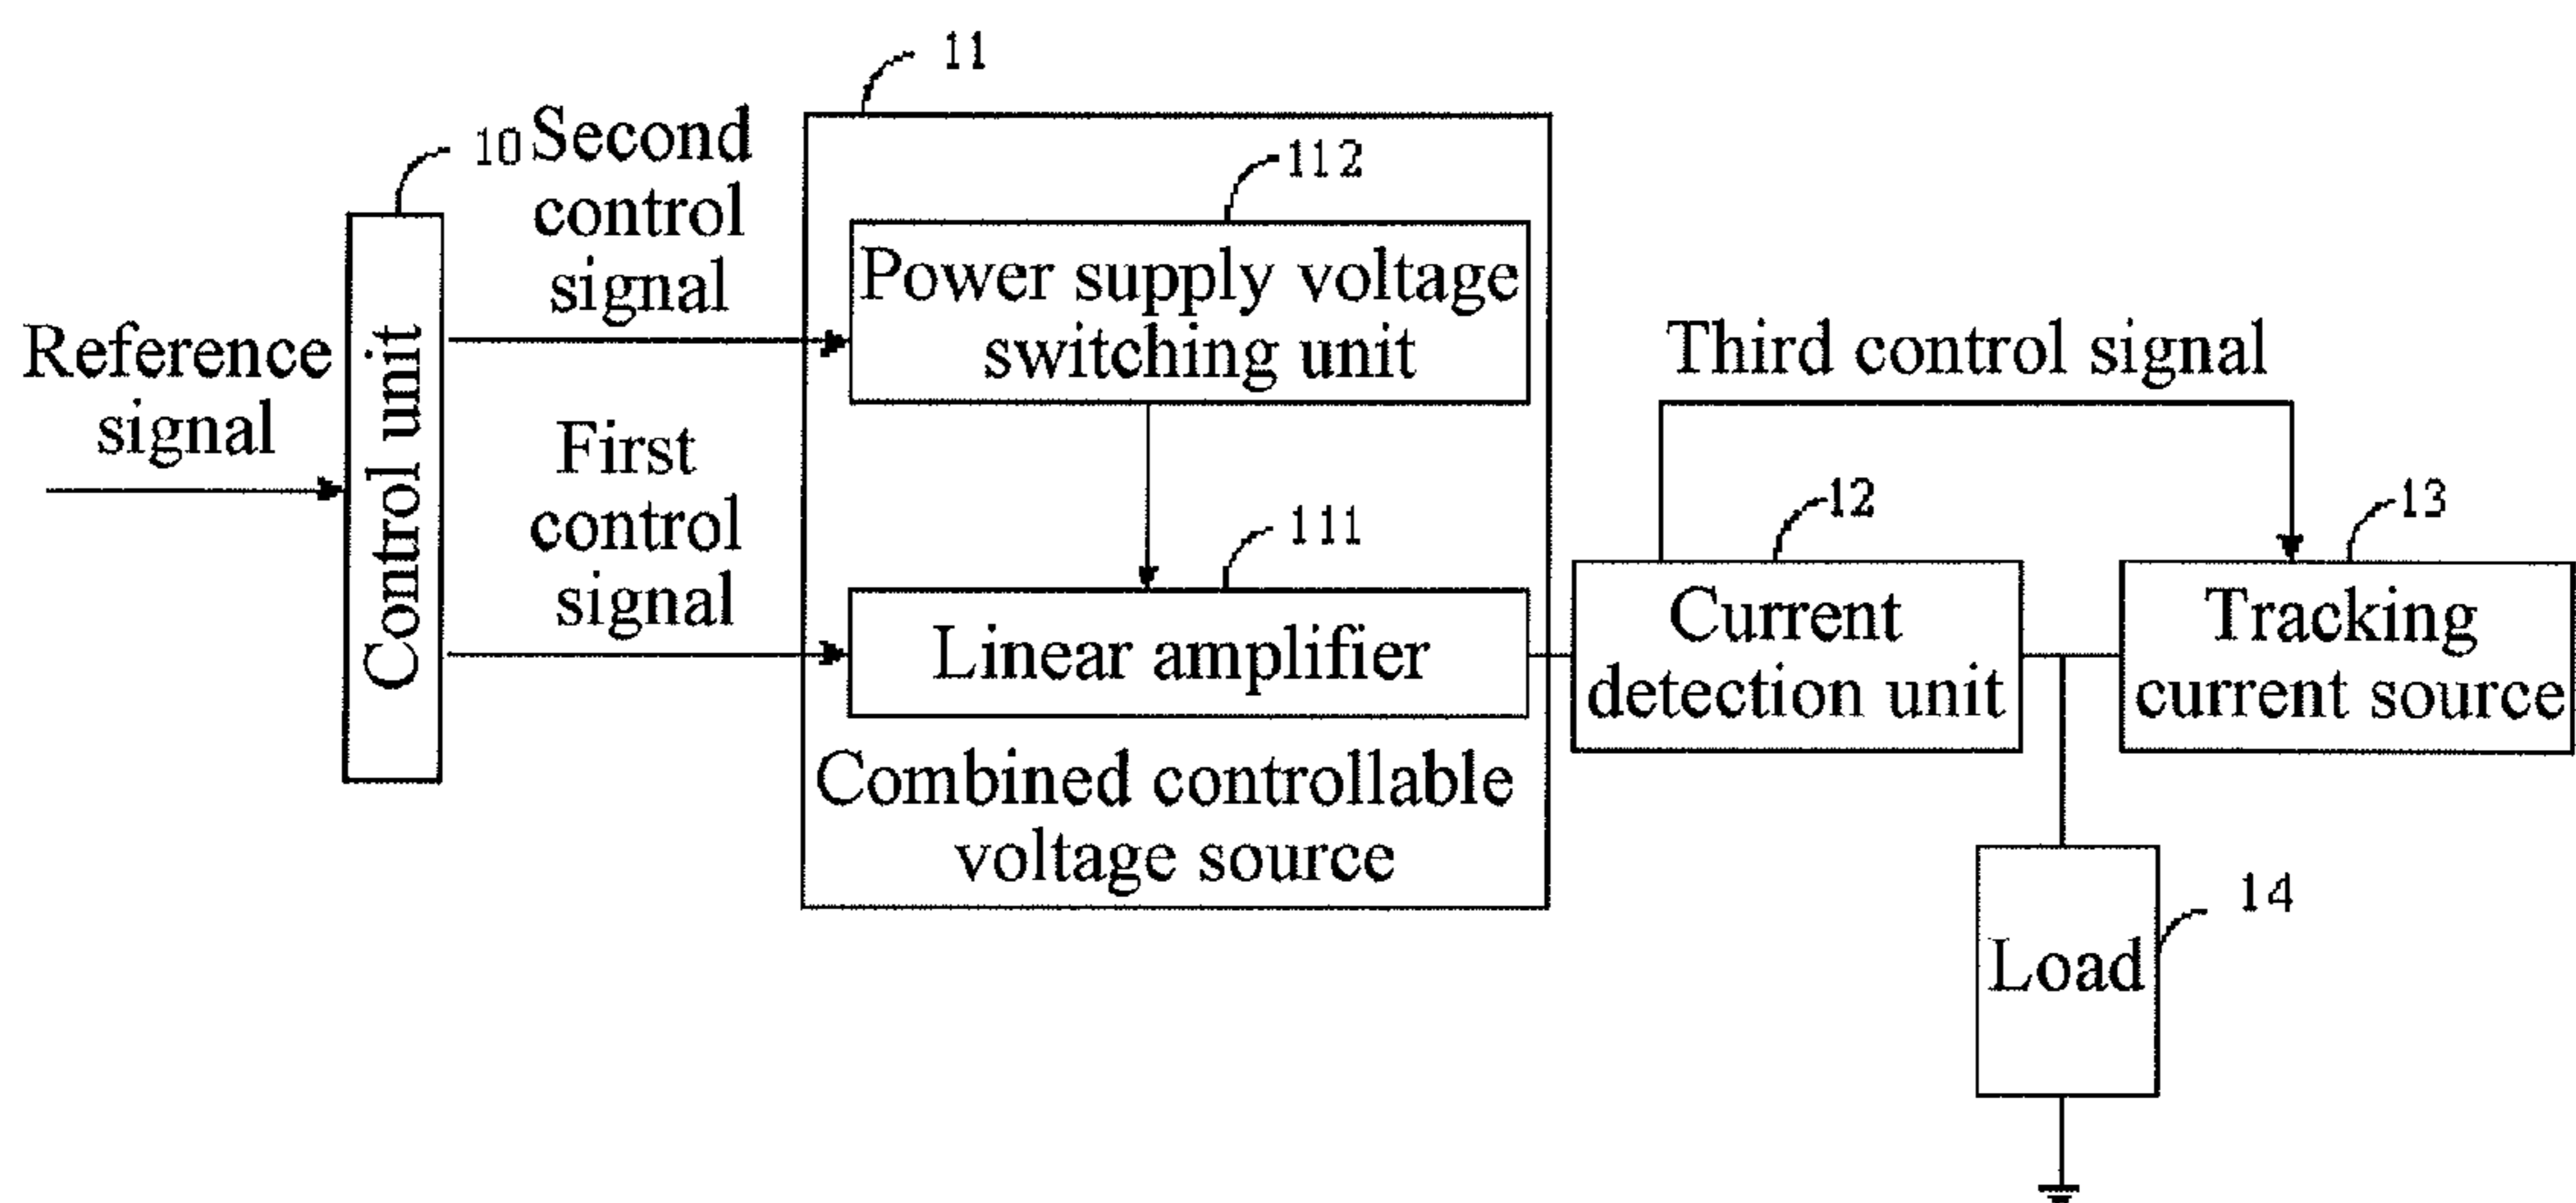 11
10
Second
control
signal
112
Power supply voltage
switching unit
Reference
signal
Control unit
Third control signal
First
control
signal
111
12
13
Linear amplifier
Current
detection unit
Tracking
current source
Combined controllable
voltage source
14
Load